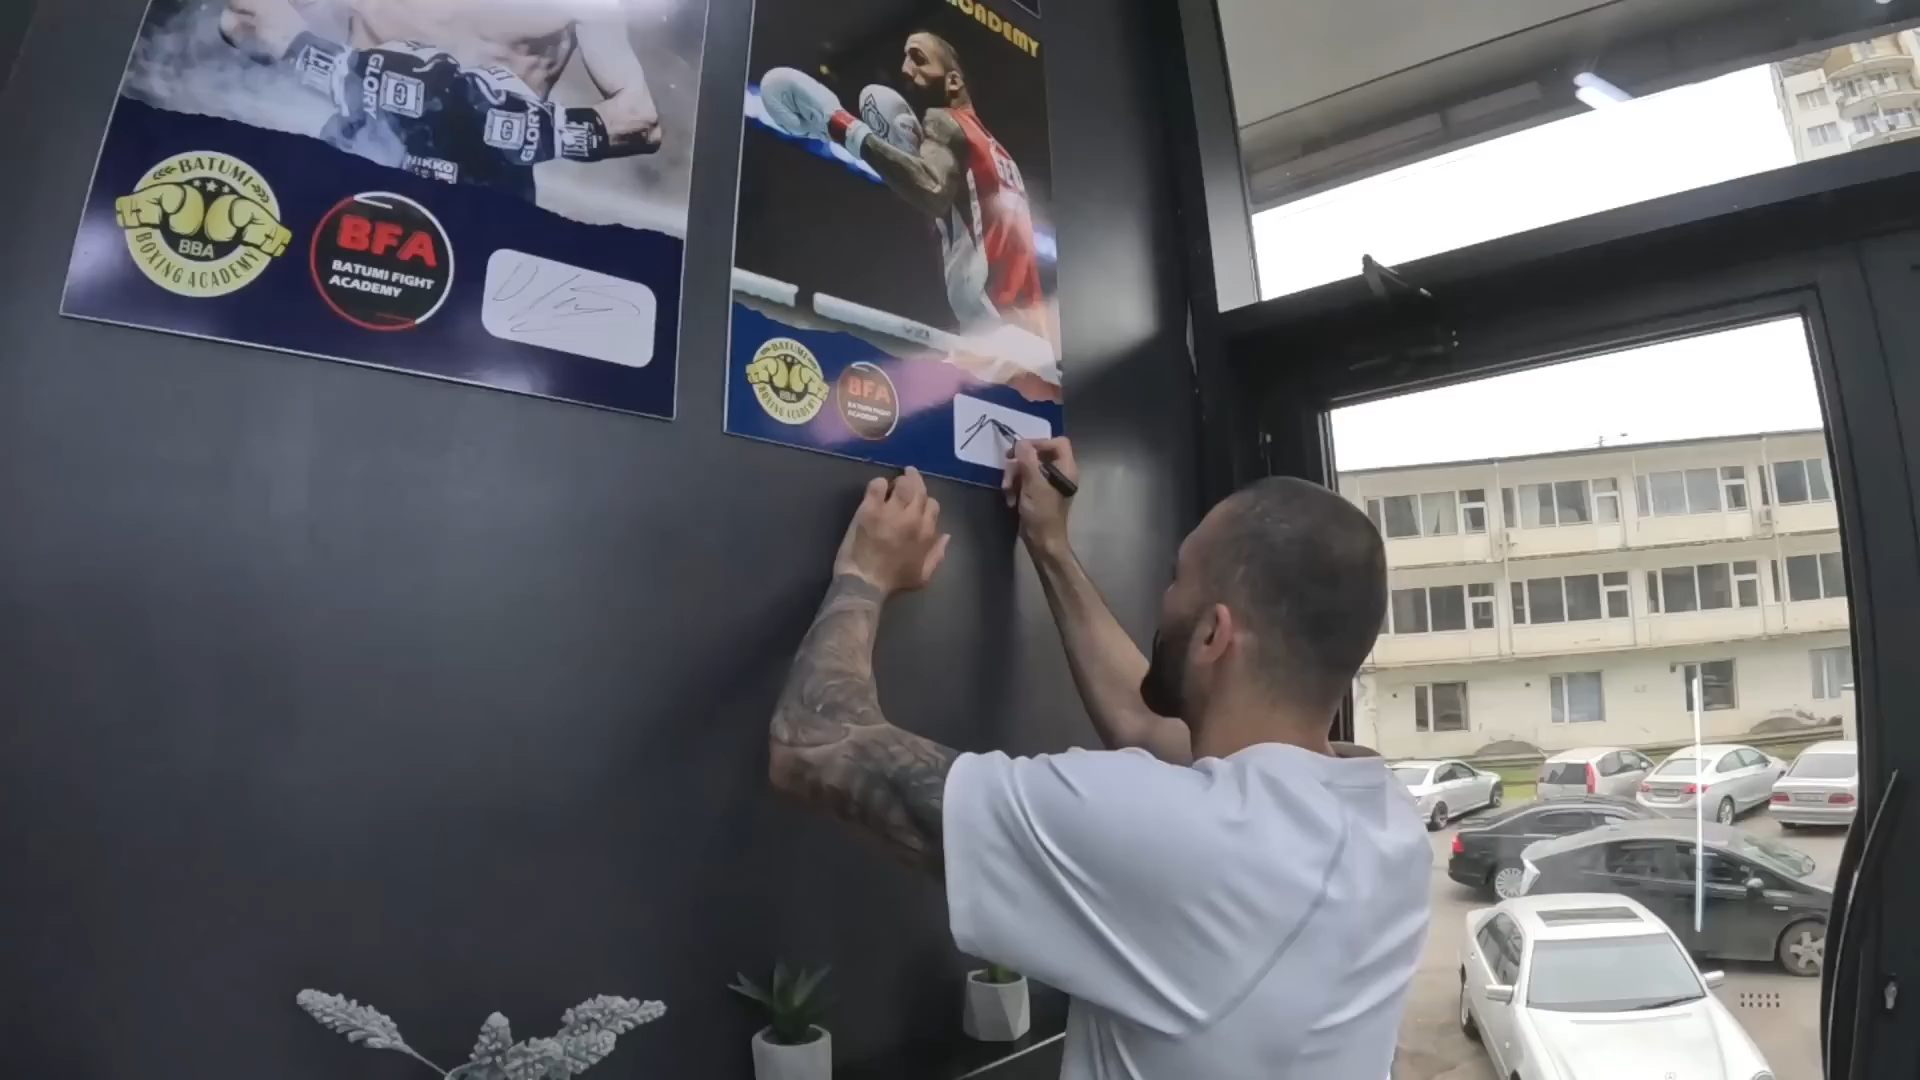 GLORY
GLORY
NIKKO
BATUMI
BBA
BOXING ACADEMY
BFA
BATUMI FIGHT
ACADEMY
ACADEMY
BATUMI
BBA
BOXING ACADEMY
BFA
BATUMI FIGHT
ACADEMY